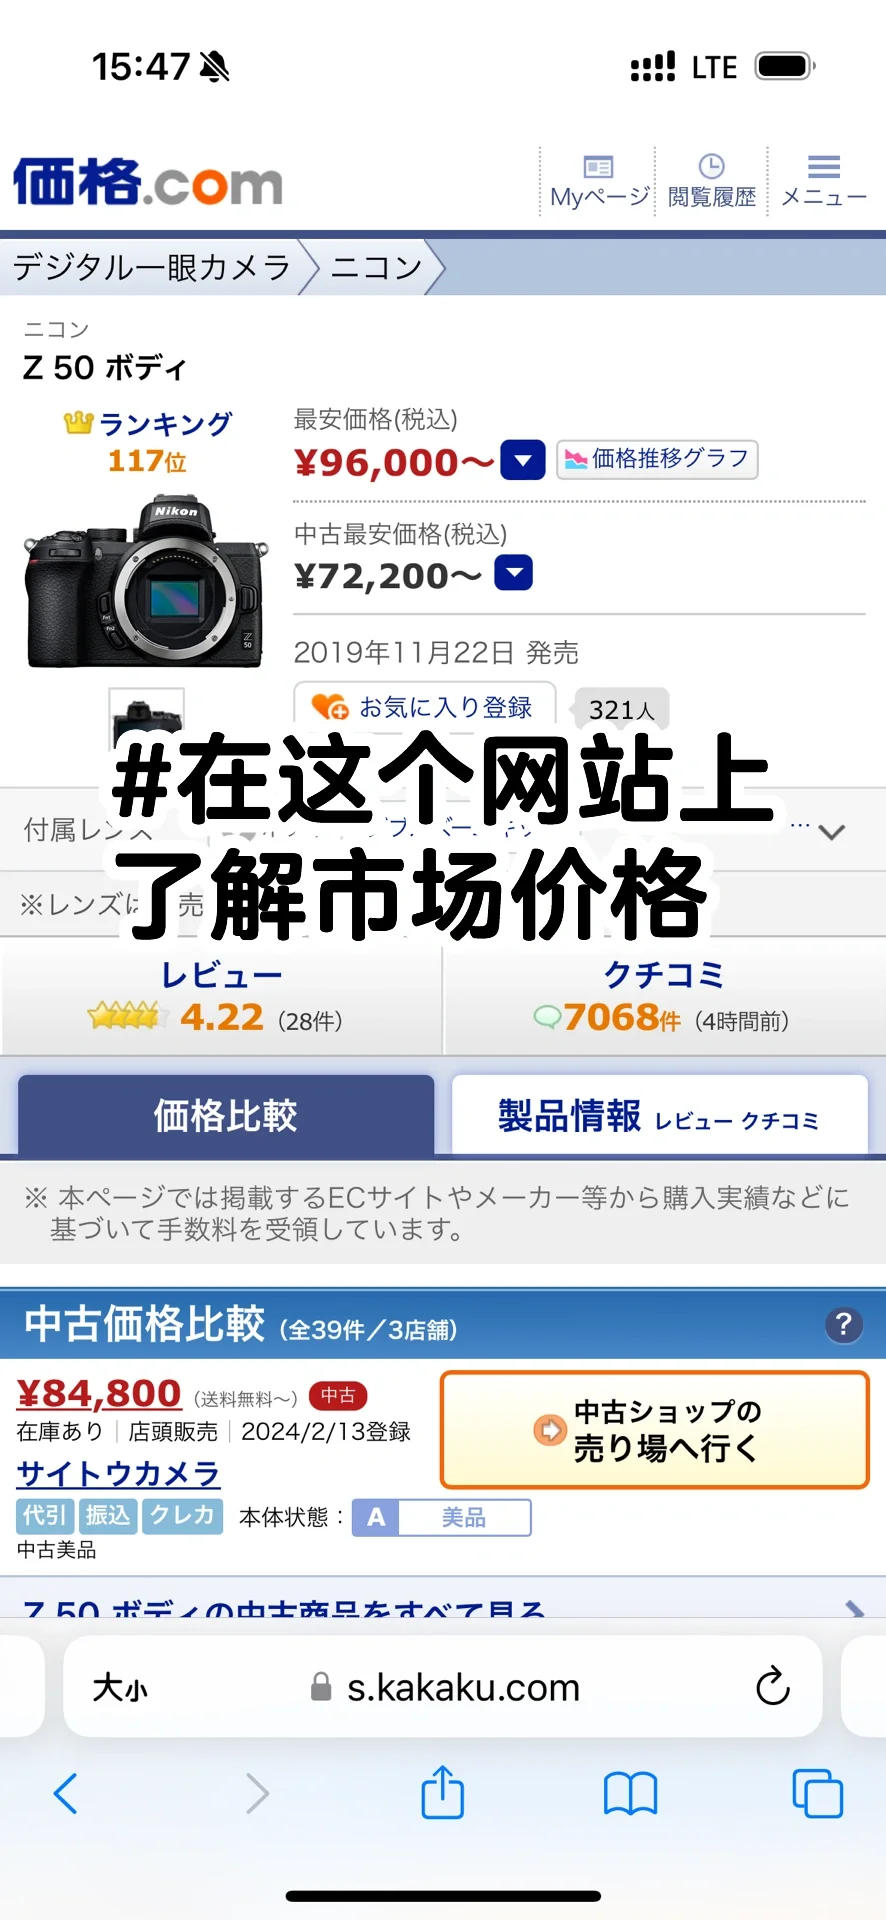 15:47
LTE
価格.com
Myページ
閲覧履歴
メニュー
デジタル一眼カメラ
ニコン
ニコン
Z 50 ボディ
ランキング
117位
最安価格(税込)
¥96,000～
価格推移グラフ
中古最安価格(税込)
¥72,200～
2019年11月22日 発売
お気に入り登録
321人
Nikon
Fn1
Fn2
Z
50
#在这个网站上
了解市场价格
付属レンズ
…
※レンズは
売
レビュー
4.22 (28件)
クチコミ
7068件 (4時間前)
価格比較
製品情報 レビュー クチコミ
※ 本ページでは掲載するECサイトやメーカー等から購入実績などに
基づいて手数料を受領しています。
中古価格比較 (全39件／3店舗)
?
¥84,800 (送料無料～) 中古
在庫あり｜店頭販売｜2024/2/13登録
サイトウカメラ
代引 振込 クレカ 本体状態： A 美品
中古美品
中古ショップの
売り場へ行く
Z 50 ボディの中古商品をすべて見る
大小
s.kakaku.com